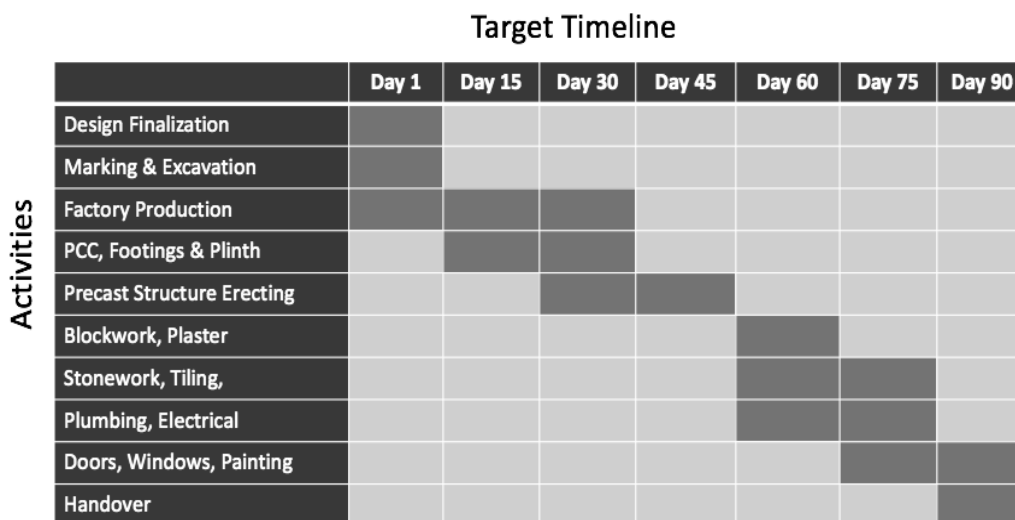 Target Timeline
Day 1 Day 15 Day 30 Day 45 Day 60 Day 75 Day 90
Activities
Design Finalization
Marking & Excavation
Factory Production
PCC, Footings & Plinth
Precast Structure Erecting
Blockwork, Plaster
Stonework, Tiling,
Plumbing, Electrical
Doors, Windows, Painting
Handover